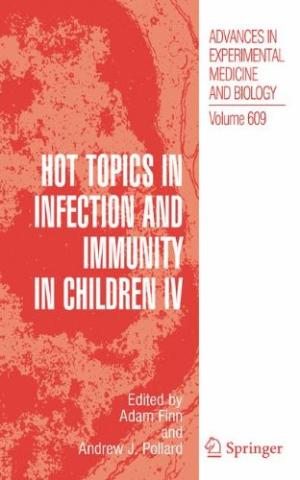 ADVANCES IN
EXPERIMENTAL
MEDICINE
AND BIOLOGY
Volume 609
HOT TOPICS IN
INFECTION AND
IMMUNITY
IN CHILDREN IV
Edited by
Adam Finn
and
Andrew J. Pollard
Springer